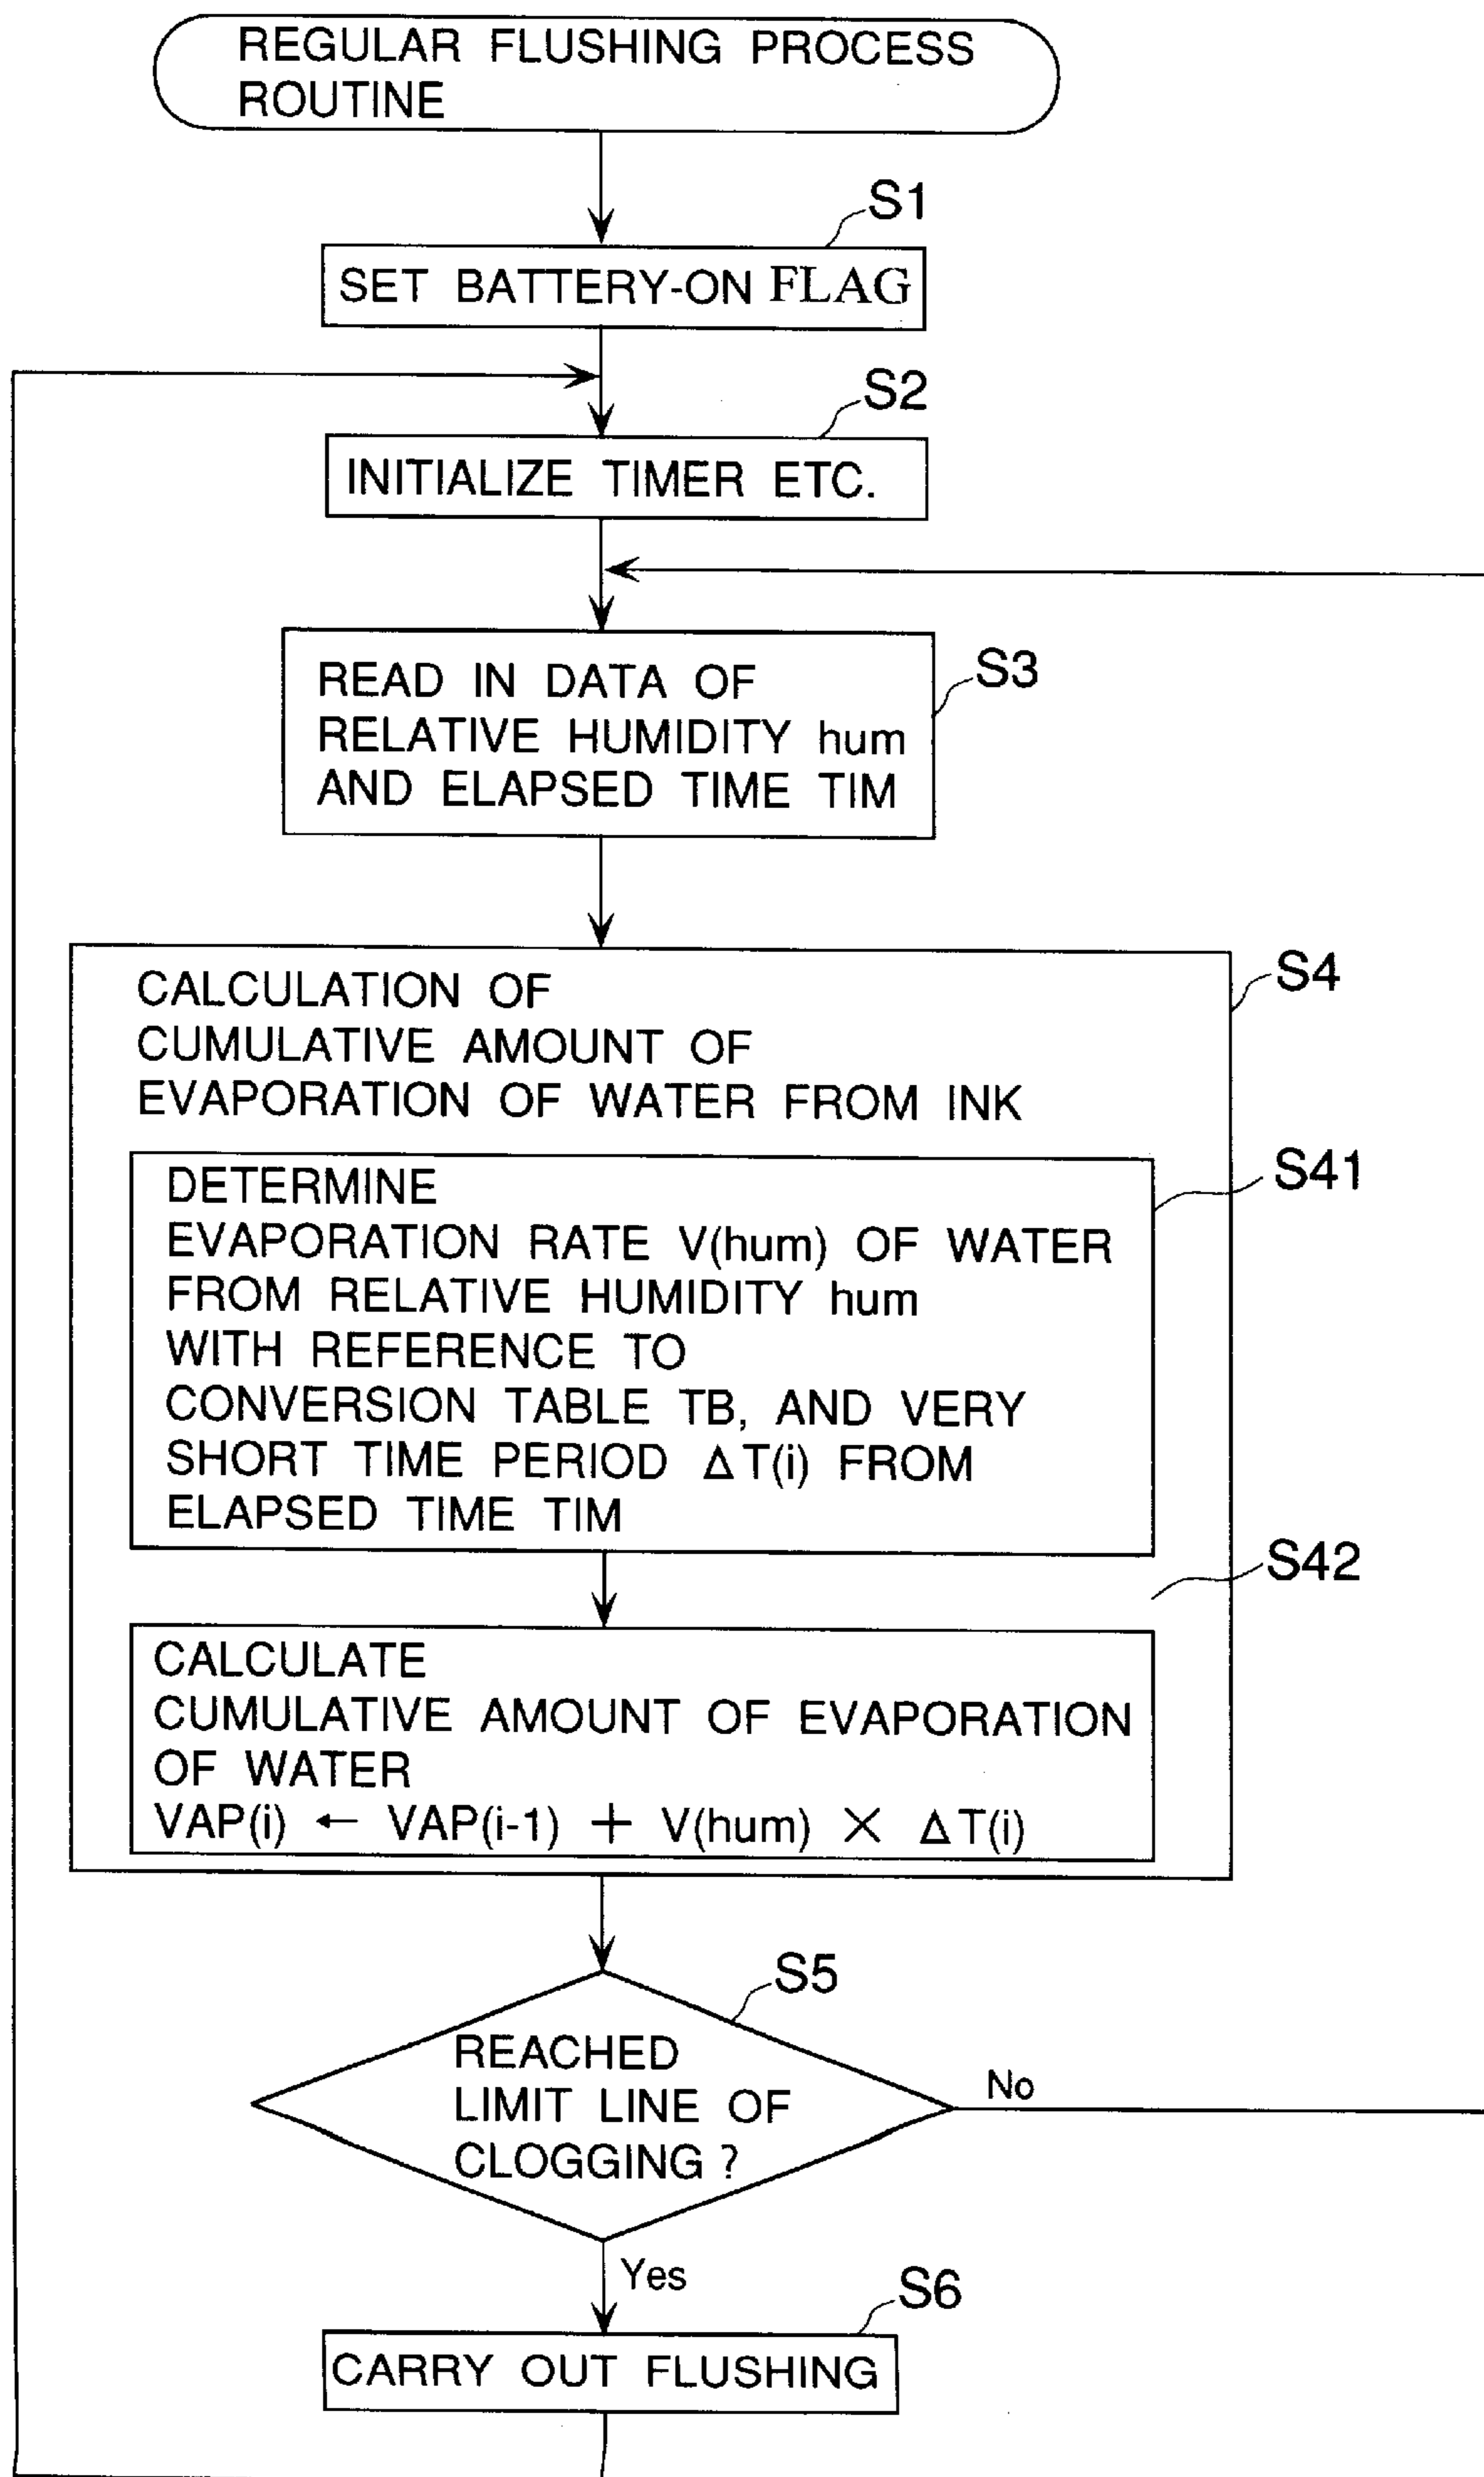 REGULAR FLUSHING PROCESS
ROUTINE
S1
SET BATTERY-ON FLAG
S2
INITIALIZE TIMER ETC.
S3
READ IN DATA OF
RELATIVE HUMIDITY hum
AND ELAPSED TIME TIM
S4
CALCULATION OF
CUMULATIVE AMOUNT OF
EVAPORATION OF WATER FROM INK
S41
DETERMINE
EVAPORATION RATE V(hum) OF WATER
FROM RELATIVE HUMIDITY hum
WITH REFERENCE TO
CONVERSION TABLE TB, AND VERY
SHORT TIME PERIOD ΔT(i) FROM
ELAPSED TIME TIM
S42
CALCULATE
CUMULATIVE AMOUNT OF EVAPORATION
OF WATER
VAP(i) ← VAP(i-1) + V(hum) × ΔT(i)
S5
REACHED
LIMIT LINE OF
CLOGGING ?
No
Yes
S6
CARRY OUT FLUSHING